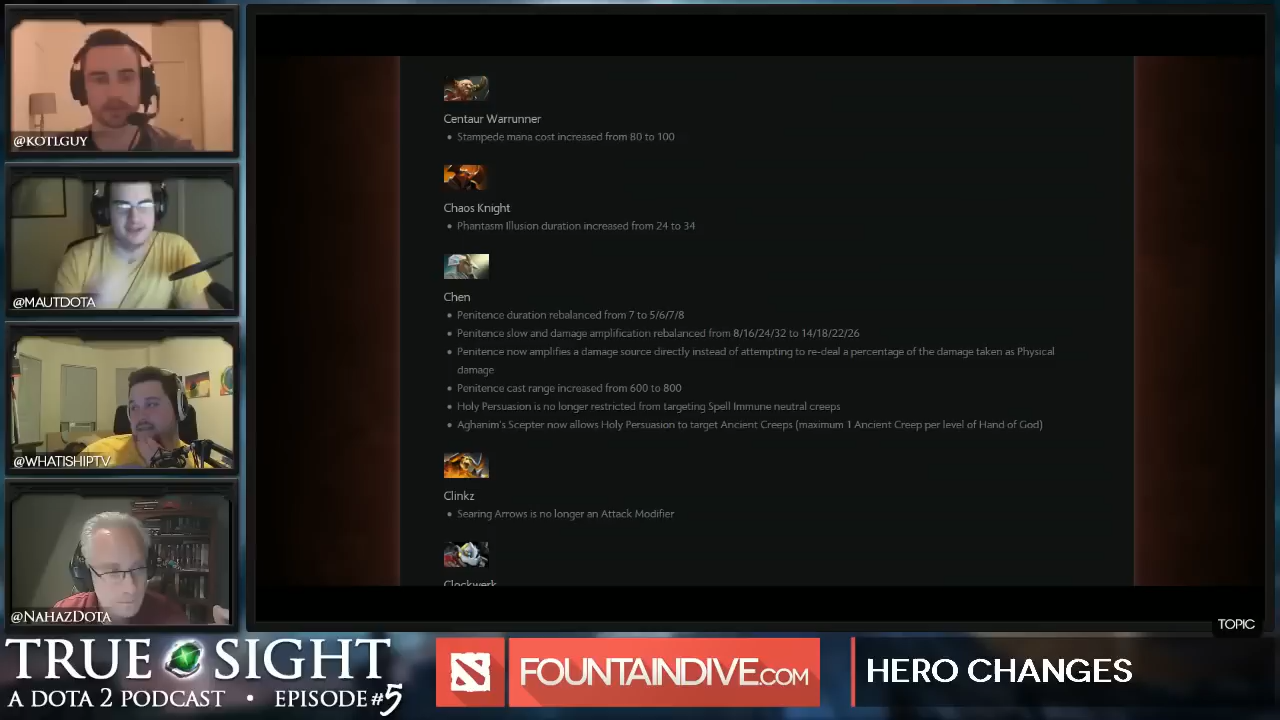 @KOTLGUY
@MAUTDOTA
@WHATISHIPTV
@NAHAZDOTA
Centaur Warrunner
• Stampede mana cost increased from 80 to 100
Chaos Knight
• Phantasm Illusion duration increased from 24 to 34
Chen
• Penitence duration rebalanced from 7 to 5/6/7/8
• Penitence slow and damage amplification rebalanced from 8/16/24/32 to 14/18/22/26
• Penitence now amplifies a damage source directly instead of attempting to re-deal a percentage of the damage taken as Physical
damage
• Penitence cast range increased from 600 to 800
• Holy Persuasion is no longer restricted from targeting Spell Immune neutral creeps
• Aghanim's Scepter now allows Holy Persuasion to target Ancient Creeps (maximum 1 Ancient Creep per level of Hand of God)
Clinkz
• Searing Arrows is no longer an Attack Modifier
Clockwerk
TOPIC
TRUE SIGHT
A DOTA 2 PODCAST • EPISODE #5
FOUNTAINDIVE.COM
HERO CHANGES